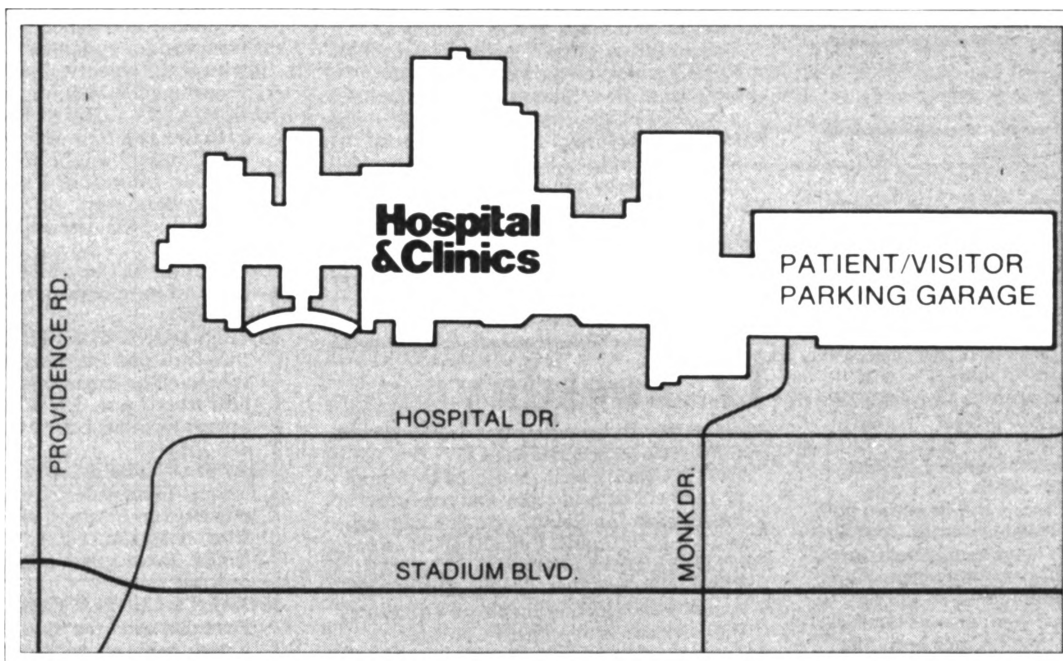 Hospital
&Clinics
PATIENT/VISITOR
PARKING GARAGE
PROVIDENCE RD.
HOSPITAL DR.
MONK DR.
STADIUM BLVD.